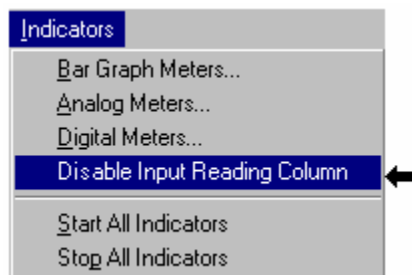 Indicators
Bar Graph Meters...
Analog Meters...
Digital Meters...
Disable Input Reading Column
Start All Indicators
Stop All Indicators